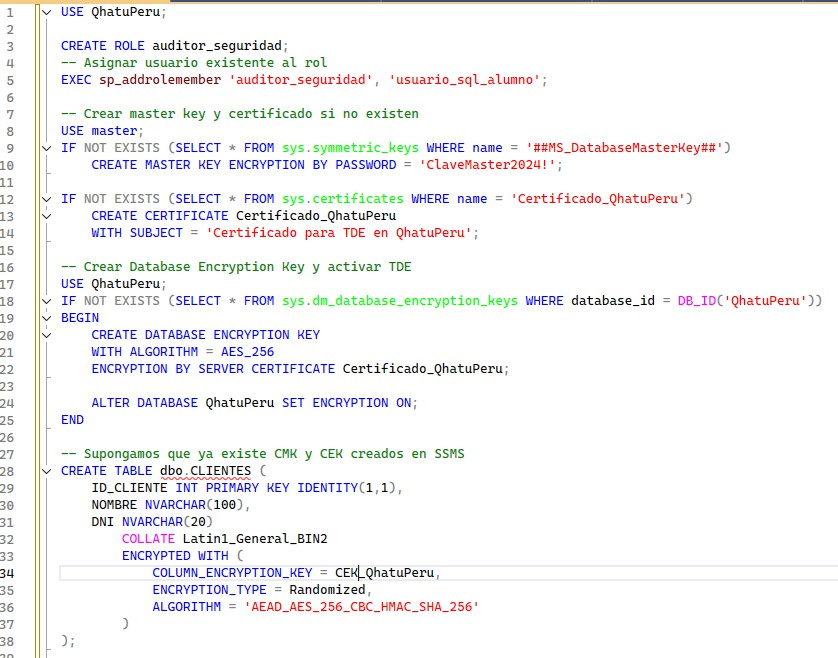 1 USE QhatuPeru;
2
3 CREATE ROLE auditor_seguridad;
4 -- Asignar usuario existente al rol
5 EXEC sp_addrolemember 'auditor_seguridad', 'usuario_sql_alumno';
6
7 -- Crear master key y certificado si no existen
8 USE master;
9 IF NOT EXISTS (SELECT * FROM sys.symmetric_keys WHERE name = '##MS_DatabaseMasterKey##')
10 CREATE MASTER KEY ENCRYPTION BY PASSWORD = 'ClaveMaster2024!';
11
12 IF NOT EXISTS (SELECT * FROM sys.certificates WHERE name = 'Certificado_QhatuPeru')
13 CREATE CERTIFICATE Certificado_QhatuPeru
14 WITH SUBJECT = 'Certificado para TDE en QhatuPeru';
15
16 -- Crear Database Encryption Key y activar TDE
17 USE QhatuPeru;
18 IF NOT EXISTS (SELECT * FROM sys.dm_database_encryption_keys WHERE database_id = DB_ID('QhatuPeru'))
19 BEGIN
20 CREATE DATABASE ENCRYPTION KEY
21 WITH ALGORITHM = AES_256
22 ENCRYPTION BY SERVER CERTIFICATE Certificado_QhatuPeru;
23
24 ALTER DATABASE QhatuPeru SET ENCRYPTION ON;
25 END
26
27 -- Supongamos que ya existe CMK y CEK creados en SSMS
28 CREATE TABLE dbo.CLIENTES (
29 ID_CLIENTE INT PRIMARY KEY IDENTITY(1,1),
30 NOMBRE NVARCHAR(100),
31 DNI NVARCHAR(20)
32 COLLATE Latin1_General_BIN2
33 ENCRYPTED WITH (
34 COLUMN_ENCRYPTION_KEY = CEK_QhatuPeru,
35 ENCRYPTION_TYPE = Randomized,
36 ALGORITHM = 'AEAD_AES_256_CBC_HMAC_SHA_256'
37 )
38 );